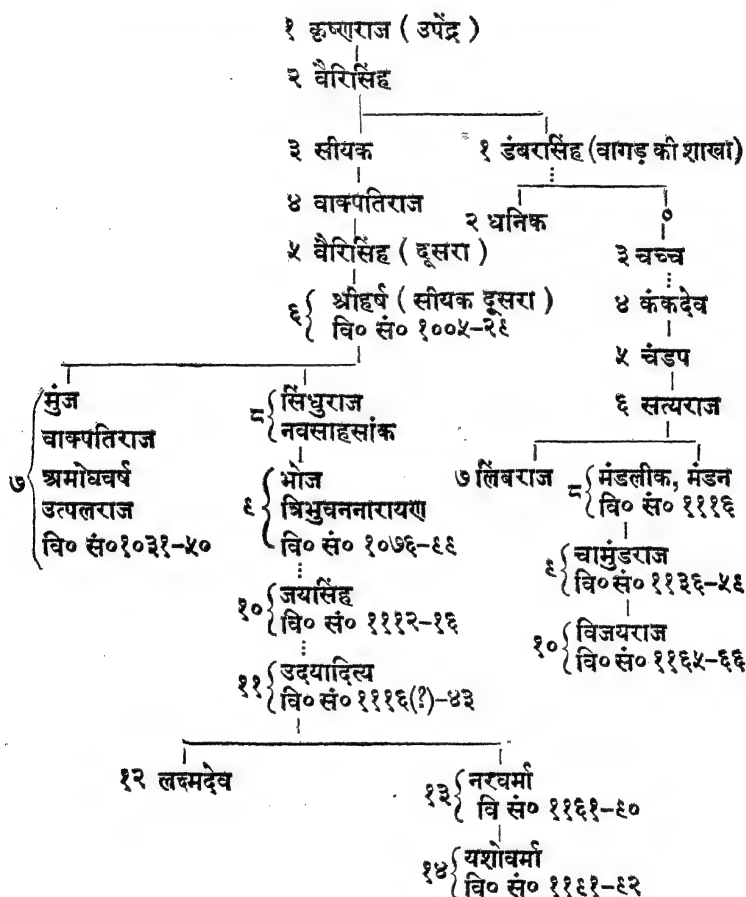 १ कृष्णराज ( उपेंद्र )
२ वैरिसिंह
३ सीयक
१ डंबरसिंह (वागड़ की शाखा)
४ वाक्पतिराज
२ धनिक
०
५ वैरिसिंह ( दूसरा )
३ चच्च
६ श्रीहर्ष ( सीयक दूसरा )
वि० सं० १००५-२९
४ कंकदेव
५ चंडप
६ सत्यराज
७ मुंज
वाक्पतिराज
अमोघवर्ष
उत्पलराज
वि० सं० १०३१-५०
८ सिंधुराज
नवसाहसांक
९ भोज
त्रिभुवननारायण
वि० सं० १०७६-९९
७ लिंबराज
८ मंडलीक, मंडन
वि० सं० १११६
९ चामुंडराज
वि० सं० ११३६-५९
१० जयसिंह
वि० सं० १११२-१६
१० विजयराज
वि० सं० ११६५-६६
११ उदयादित्य
वि० सं० १११६(?)-४३
१२ लक्ष्मदेव
१३ नरवर्मा
वि सं० ११६१-९०
१४ यशोवर्मा
वि० सं० ११९१-९२